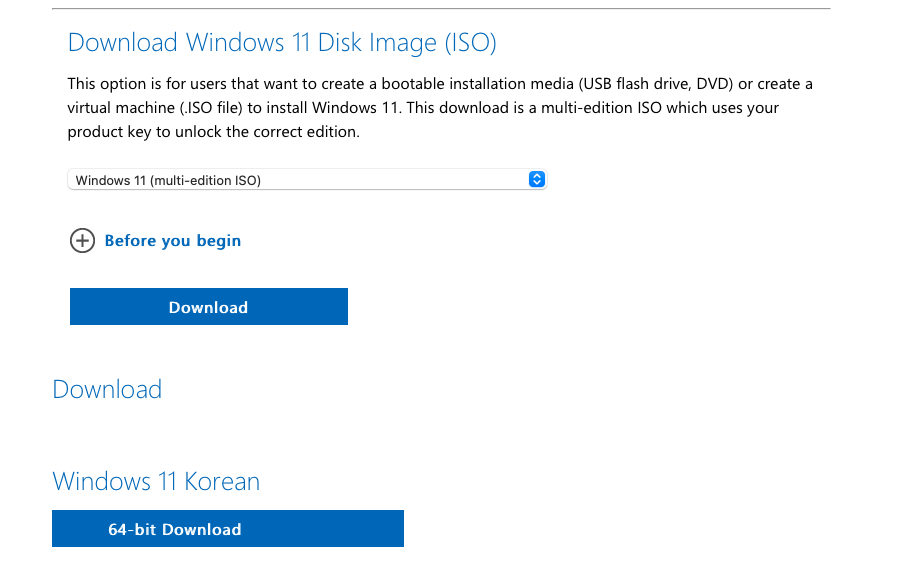 Download Windows 11 Disk Image (ISO)
This option is for users that want to create a bootable installation media (USB flash drive, DVD) or create a
virtual machine (.ISO file) to install Windows 11. This download is a multi-edition ISO which uses your
product key to unlock the correct edition.
Windows 11 (multi-edition ISO)
Before you begin
Download
Download
Windows 11 Korean
64-bit Download